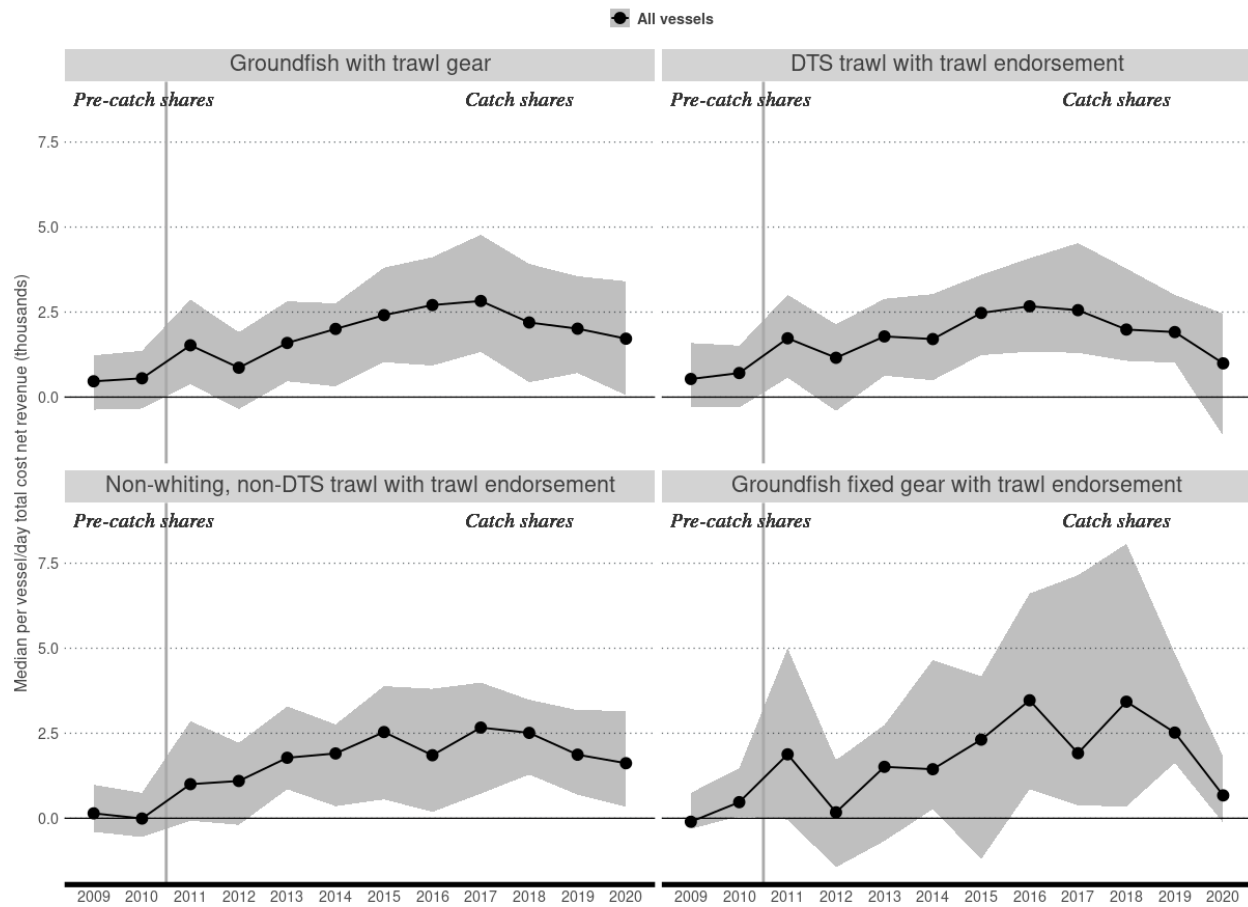 All vessels
Groundfish with trawl gear
DTS trawl with trawl endorsement
Pre-catch shares
Catch shares
Pre-catch shares
Catch shares
7.5
5.0
2.5
0.0
Non-whiting, non-DTS trawl with trawl endorsement
Groundfish fixed gear with trawl endorsement
Pre-catch shares
Catch shares
Pre-catch shares
Catch shares
7.5
5.0
2.5
0.0
Median per vessel/day total cost net revenue (thousands)
2009 2010 2011 2012 2013 2014 2015 2016 2017 2018 2019 2020
2009 2010 2011 2012 2013 2014 2015 2016 2017 2018 2019 2020